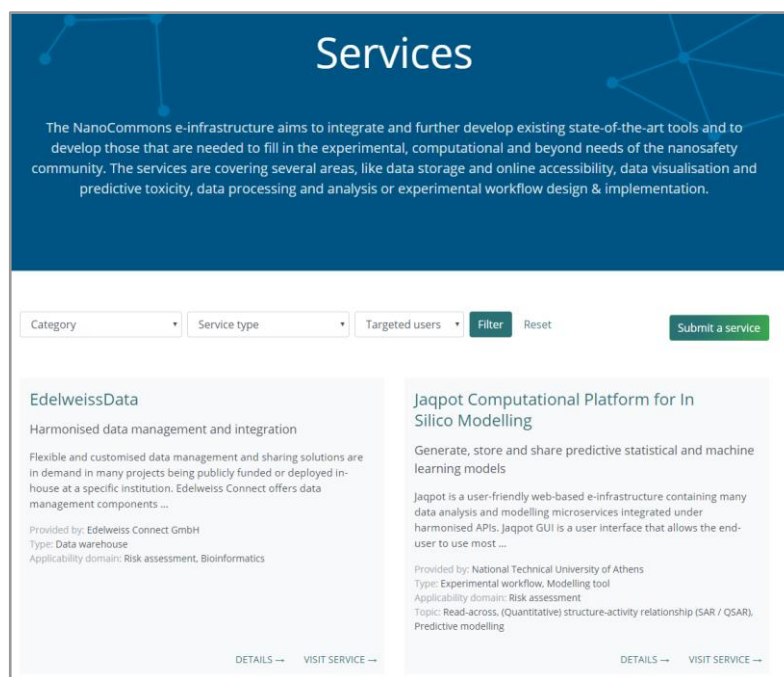 Services
The NanoCommons e-infrastructure aims to integrate and further develop existing state-of-the-art tools and to
develop those that are needed to fill in the experimental, computational and beyond needs of the nanosafety
community. The services are covering several areas, like data storage and online accessibility, data visualisation and
predictive toxicity, data processing and analysis or experimental workflow design & implementation.
Category
Service type
Targeted users
Filter
Reset
Submit a service
EdelweissData
Harmonised data management and integration
Flexible and customised data management and sharing solutions are
in demand in many projects being publicly funded or deployed in-
house at a specific institution. Edelweiss Connect offers data
management components ...
Provided by: Edelweiss Connect GmbH
Type: Data warehouse
Applicability domain: Risk assessment, Bioinformatics
DETAILS → VISIT SERVICE →
Jaqpot Computational Platform for In
Silico Modelling
Generate, store and share predictive statistical and machine
learning models
Jaqpot is a user-friendly web-based e-infrastructure containing many
data analysis and modelling microservices integrated under
harmonised APIs. Jaqpot GUI is a user interface that allows the end-
user to use most ...
Provided by: National Technical University of Athens
Type: Experimental workflow, Modelling tool
Applicability domain: Risk assessment
Topic: Read-across, (Quantitative) structure-activity relationship (SAR / QSAR),
Predictive modelling
DETAILS → VISIT SERVICE →